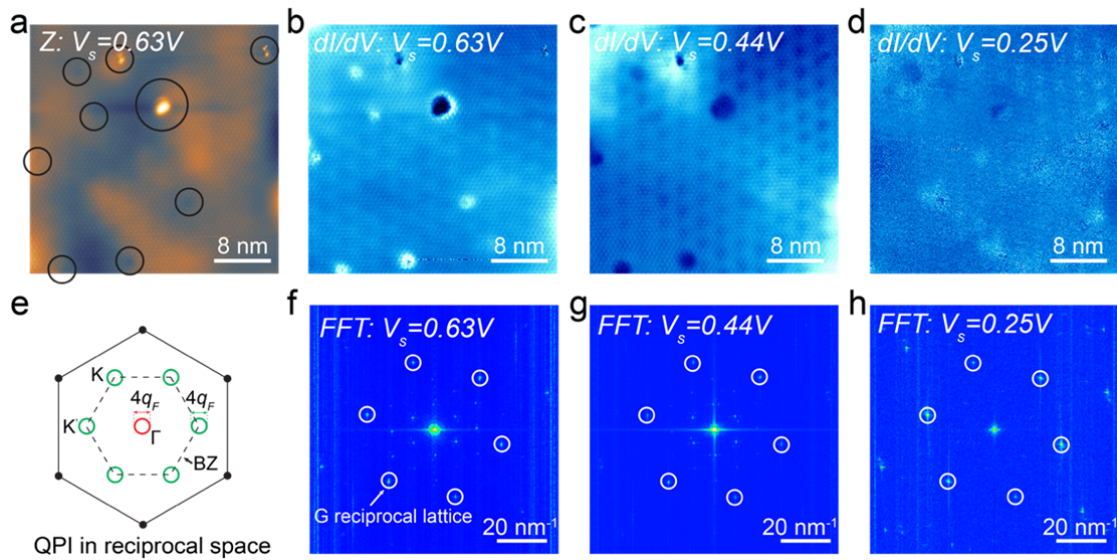 a
Z: Vs=0.63V
8 nm
b
dI/dV: Vs=0.63V
8 nm
c
dI/dV: Vs=0.44V
8 nm
d
dI/dV: Vs=0.25V
8 nm
e
K
4qF
4qF
K'
Γ
BZ
QPI in reciprocal space
f
FFT: Vs=0.63V
G reciprocal lattice
20 nm-1
g
FFT: Vs=0.44V
20 nm-1
h
FFT: Vs=0.25V
20 nm-1